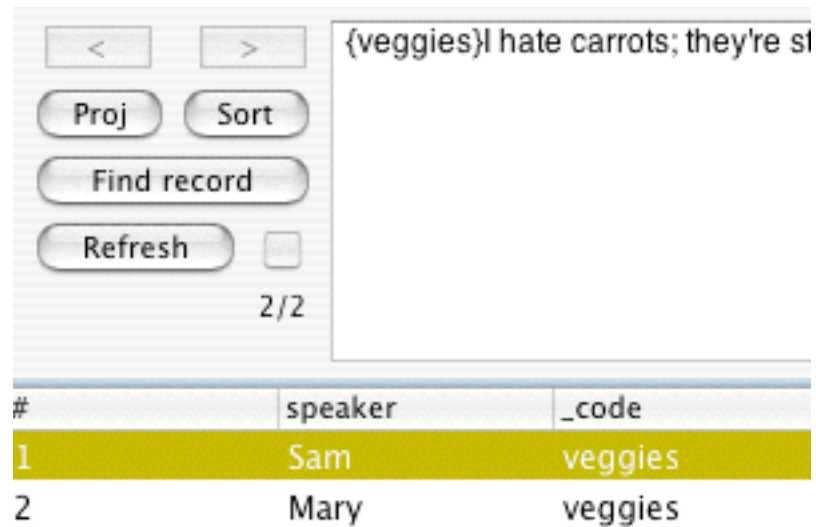 < >
{veggies}I hate carrots; they're st
Proj Sort
Find record
Refresh
2/2
# speaker _code
1 Sam veggies
2 Mary veggies